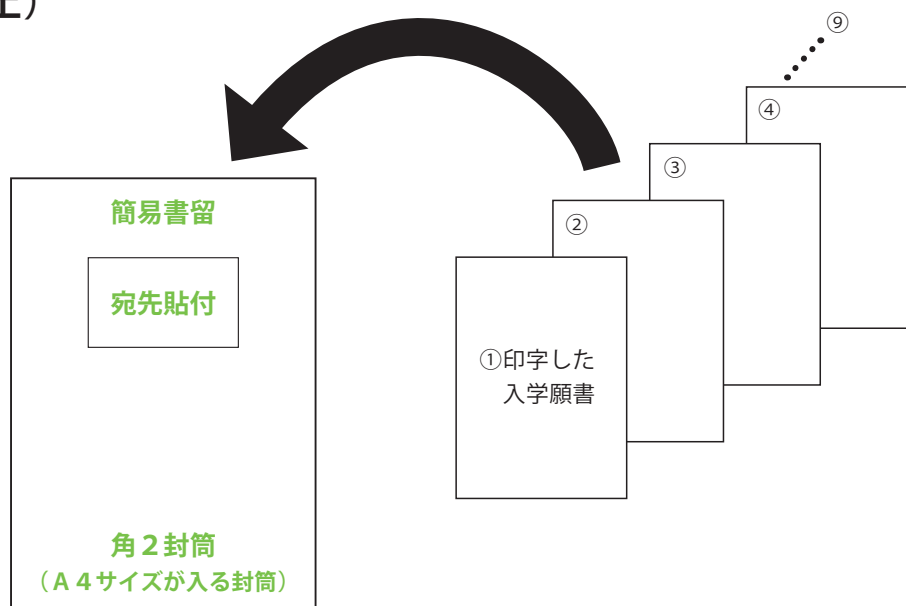 簡易書留
宛先貼付
角２封筒
（Ａ４サイズが入る封筒）
①印字した
入学願書
②
③
④
⑨